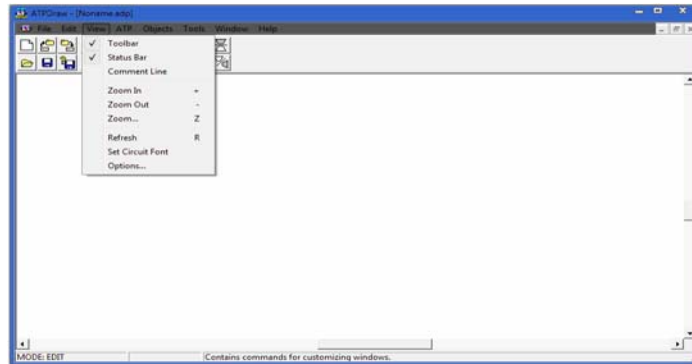 ATPDraw - [Noname.adp]
File Edit View ATP Objects Tools Window Help
Toolbar
Status Bar
Comment Line
Zoom In +
Zoom Out -
Zoom... Z
Refresh R
Set Circuit Font
Options...
MODE: EDIT Contains commands for customizing windows.